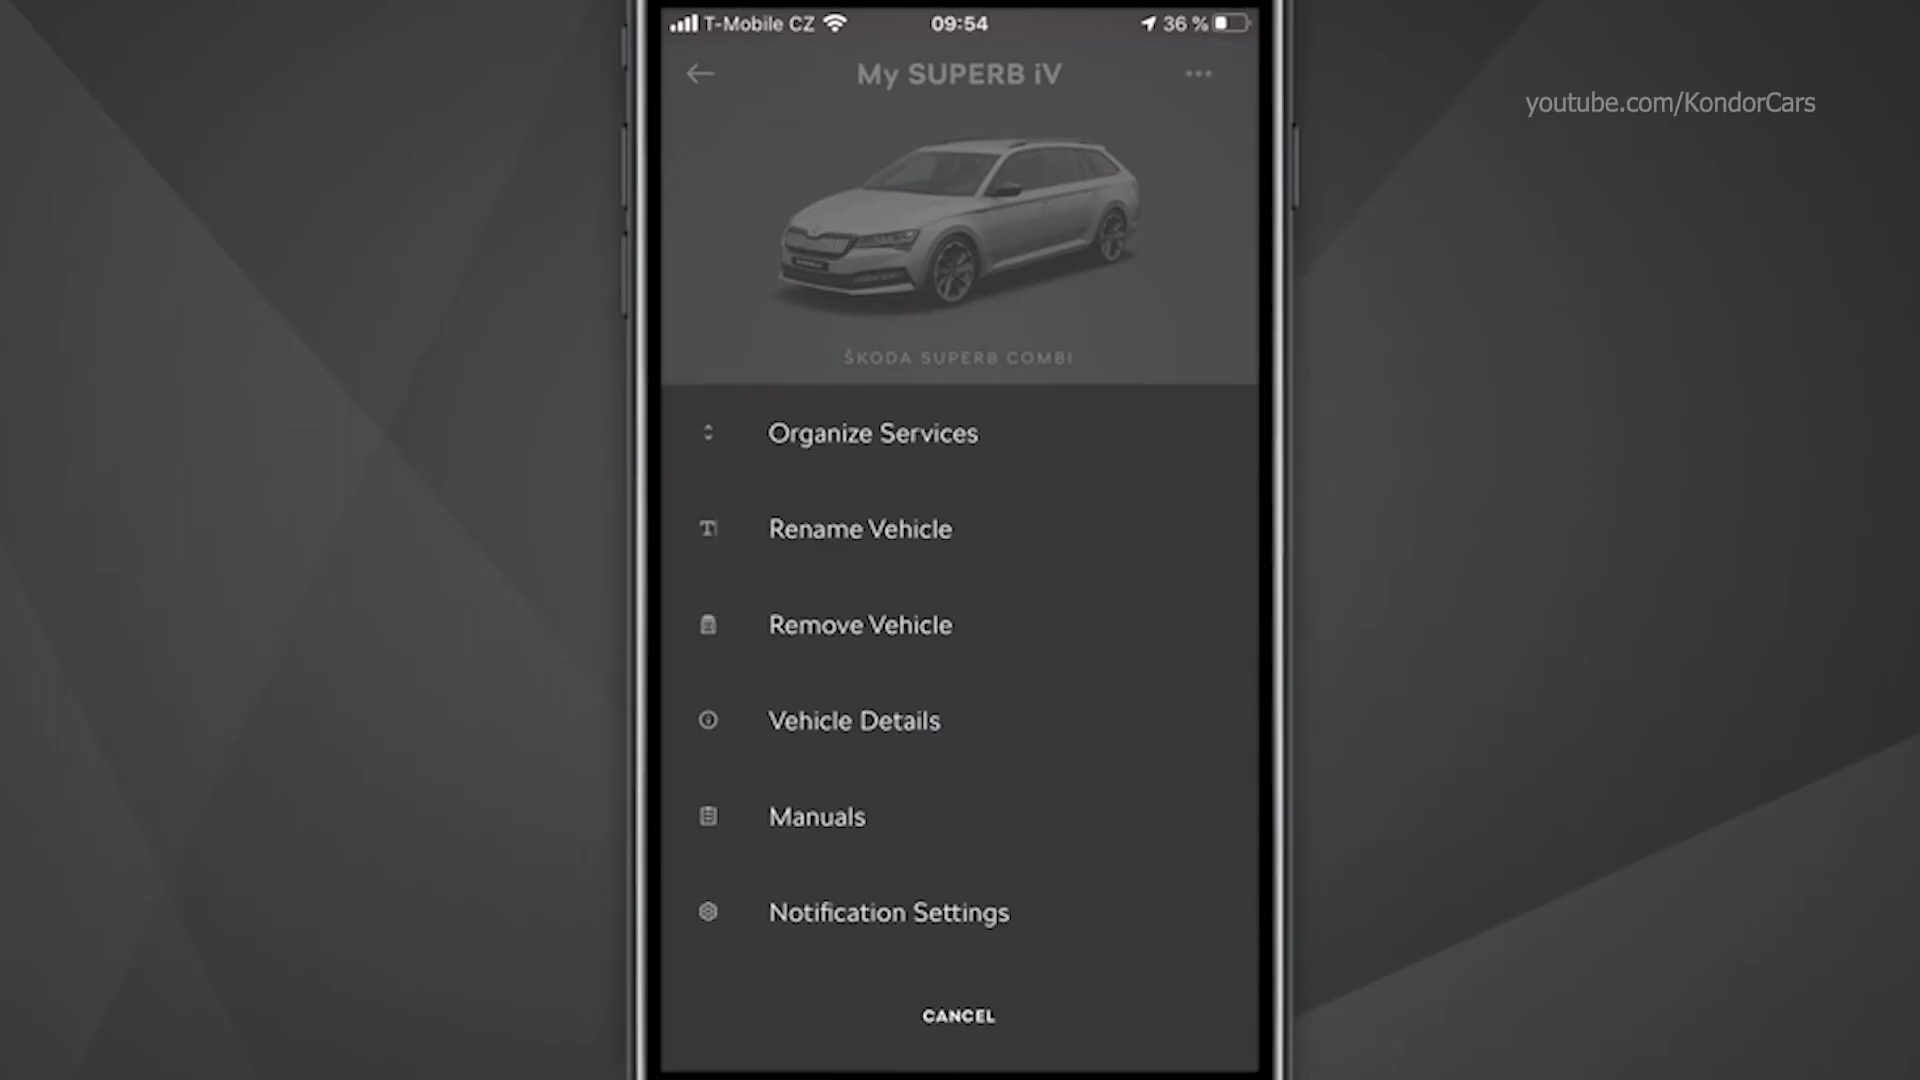 T-Mobile CZ 09:54 36 %
My SUPERB iV
youtube.com/KondorCars
ŠKODA SUPERB COMBI
Organize Services
Rename Vehicle
Remove Vehicle
Vehicle Details
Manuals
Notification Settings
CANCEL